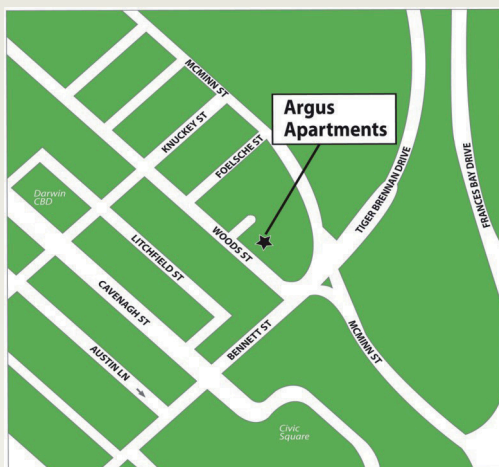 MCMINN ST
Argus
Apartments
KNUCKEY ST
FOELSCHE ST
TIGER BRENNAN DRIVE
FRANCES BAY DRIVE
Darwin
CBD
WOODS ST
LITCHFIELD ST
CAVENAGH ST
BENNETT ST
MCMINN ST
AUSTIN LN
Civic
Square